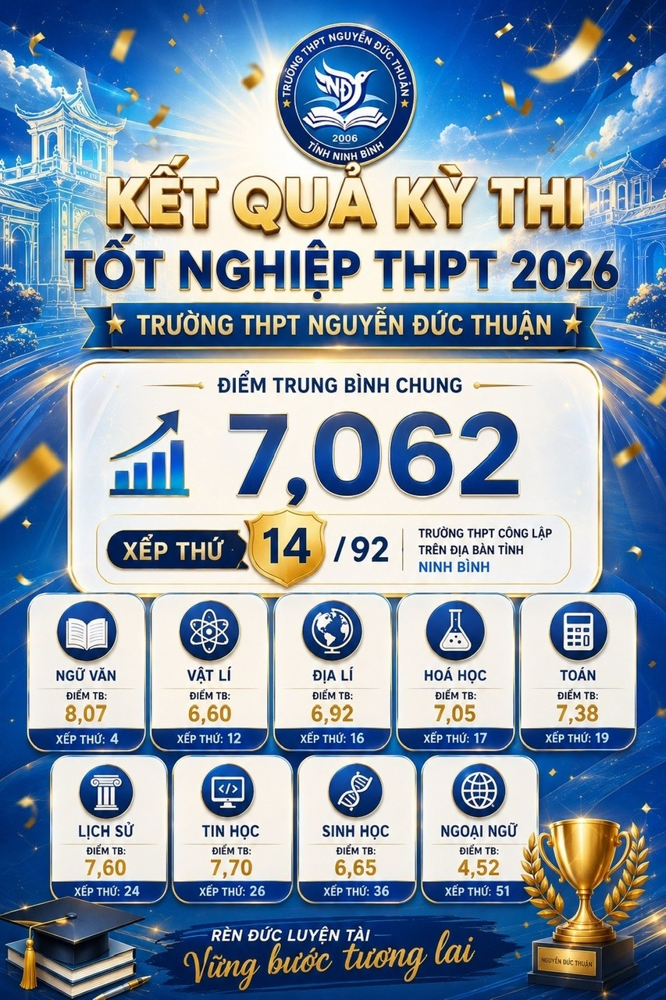 TRƯỜNG THPT NGUYỄN ĐỨC THUẬN
NĐT
2006
TỈNH NINH BÌNH
KẾT QUẢ KỲ THI
TỐT NGHIỆP THPT 2026
TRƯỜNG THPT NGUYỄN ĐỨC THUẬN
ĐIỂM TRUNG BÌNH CHUNG
7,062
XẾP THỨ 14 / 92
TRƯỜNG THPT CÔNG LẬP
TRÊN ĐỊA BÀN TỈNH
NINH BÌNH
NGỮ VĂN
ĐIỂM TB:
8,07
XẾP THỨ: 4
VẬT LÍ
ĐIỂM TB:
6,60
XẾP THỨ: 12
ĐỊA LÍ
ĐIỂM TB:
6,92
XẾP THỨ: 16
HOÁ HỌC
ĐIỂM TB:
7,05
XẾP THỨ: 17
TOÁN
ĐIỂM TB:
7,38
XẾP THỨ: 19
LỊCH SỬ
ĐIỂM TB:
7,60
XẾP THỨ: 24
TIN HỌC
ĐIỂM TB:
7,70
XẾP THỨ: 26
SINH HỌC
ĐIỂM TB:
6,65
XẾP THỨ: 36
NGOẠI NGỮ
ĐIỂM TB:
4,52
XẾP THỨ: 51
RÈN ĐỨC LUYỆN TÀI
Vững bước tương lai
NGUYỄN ĐỨC THUẬN